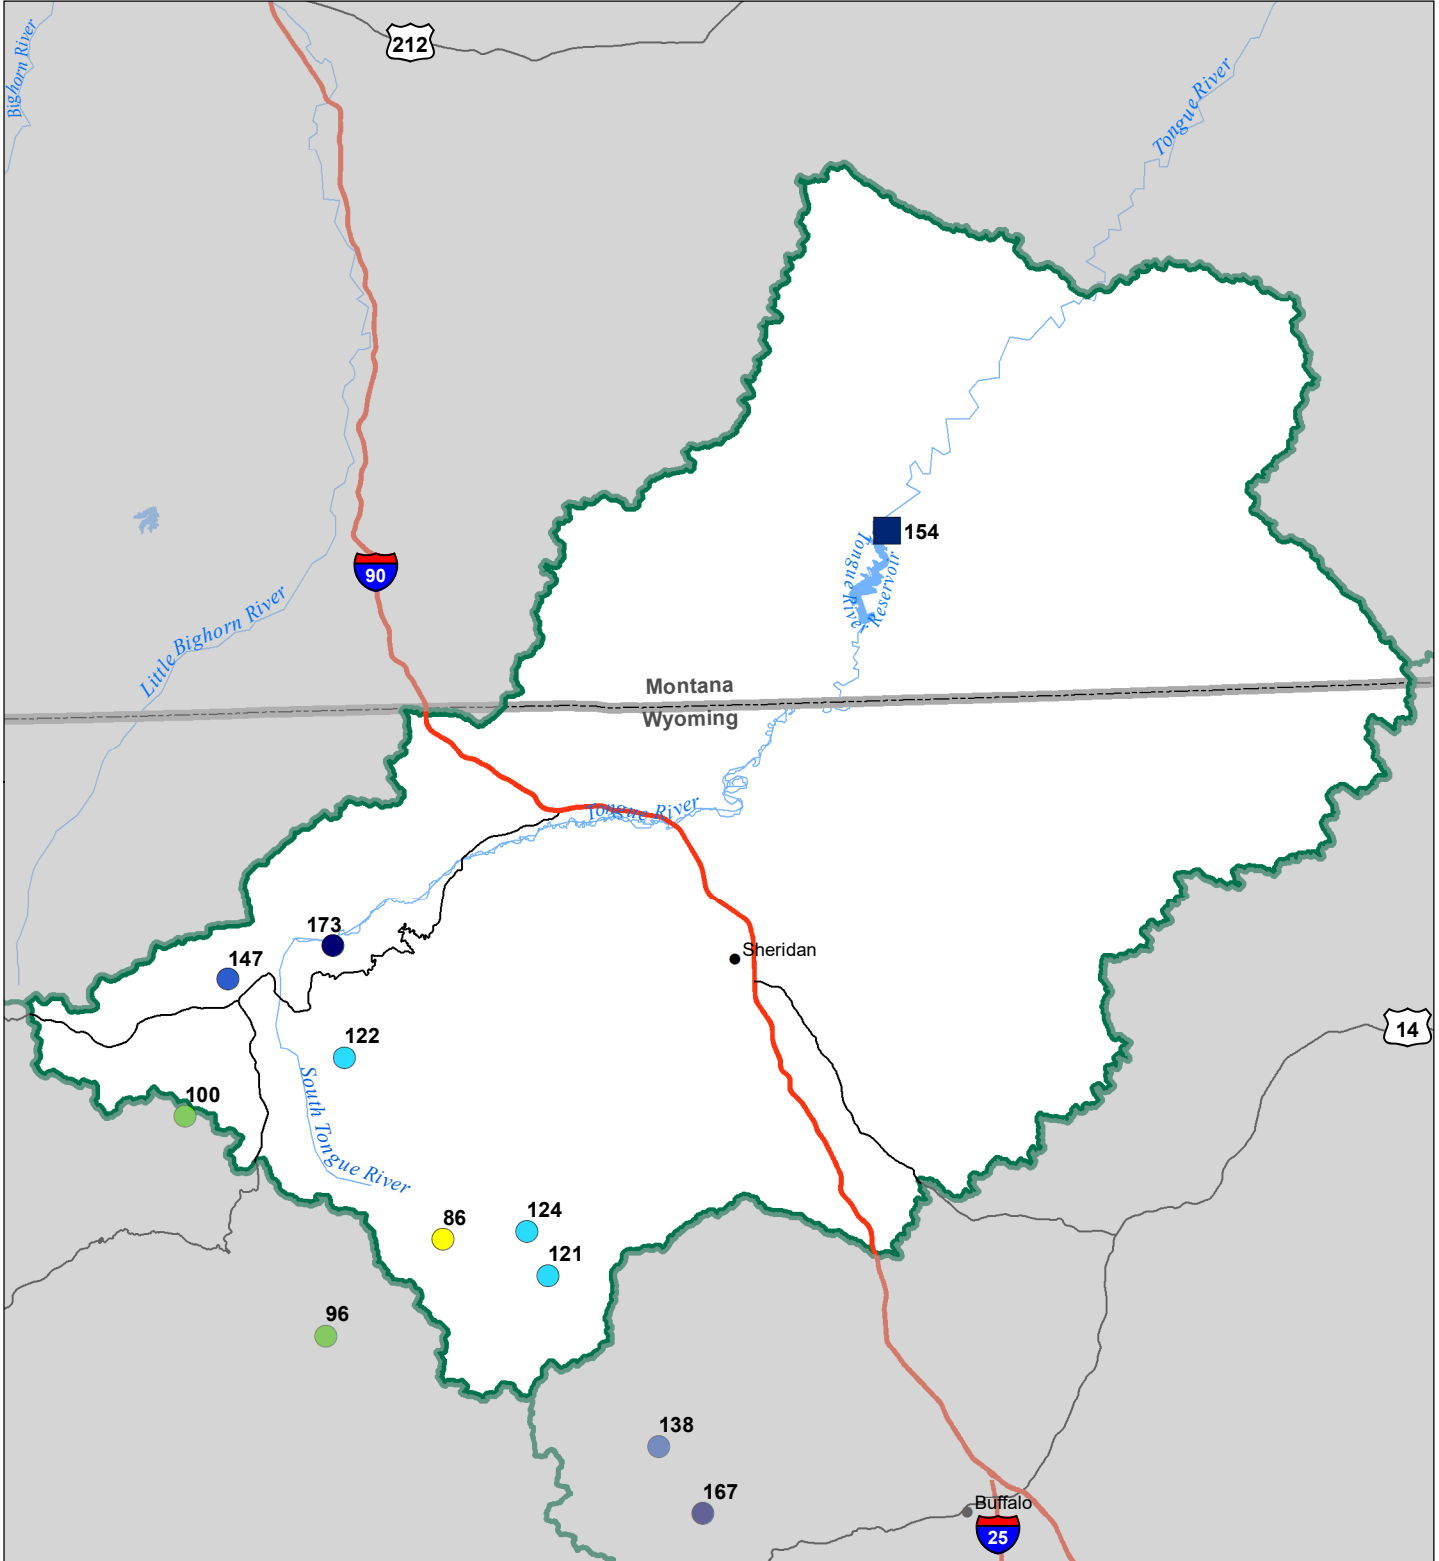 212
Bighorn River
Tongue River
154
Tongue River
Reservoir
90
Little Bighorn River
Montana
Wyoming
Tongue River
173
147
Sheridan
14
122
100
South Tongue River
86
124
121
96
138
167
Buffalo
25